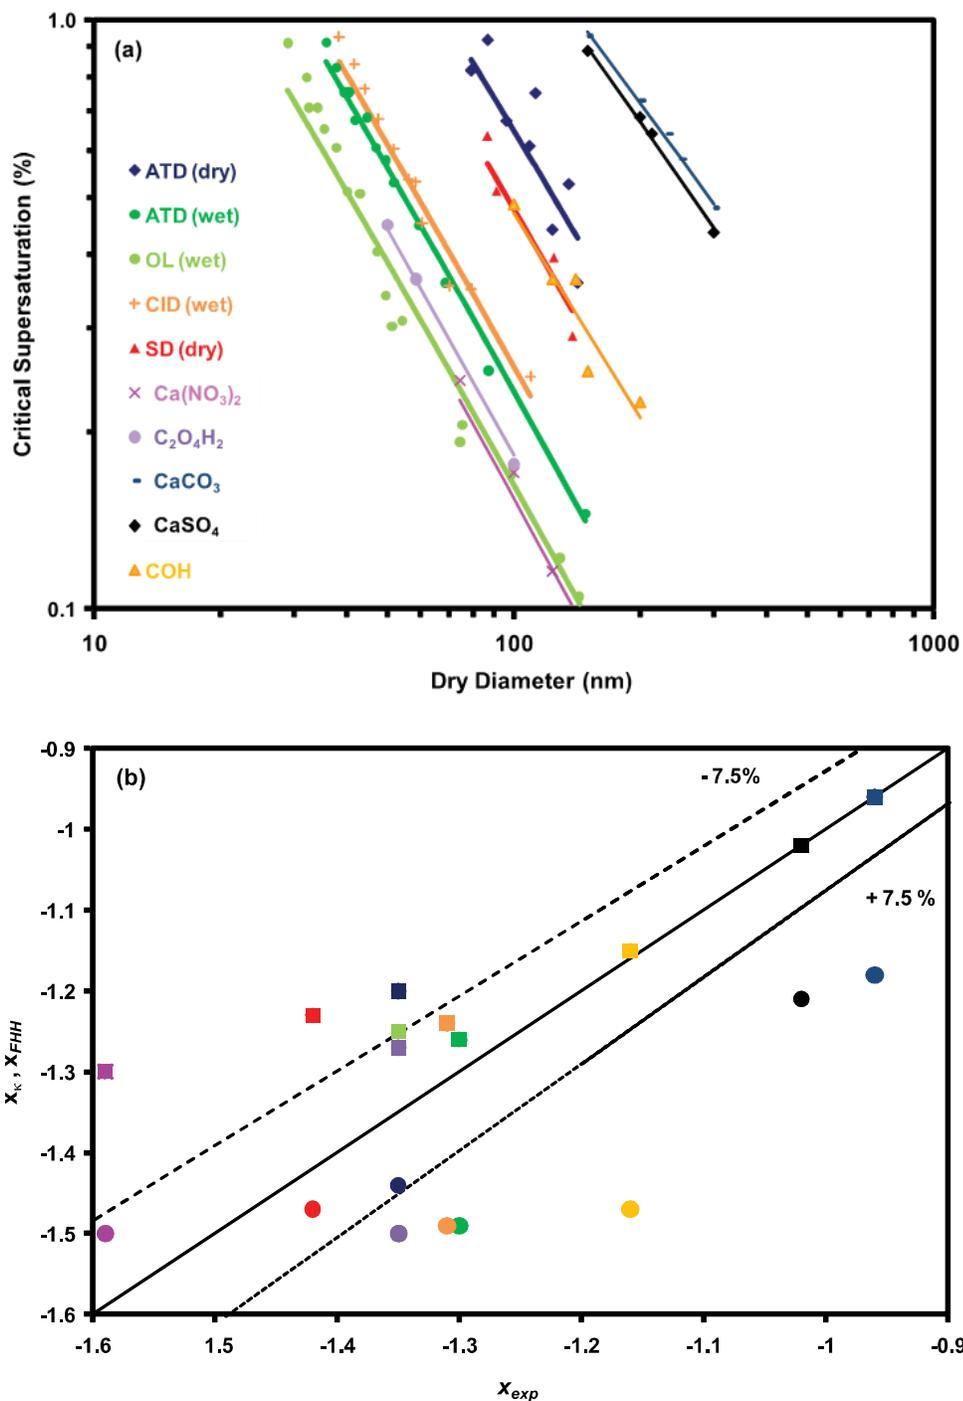 1.0
(a)
Critical Supersaturation (%)
ATD (dry)
ATD (wet)
OL (wet)
CID (wet)
SD (dry)
Ca(NO₃)₂
C₂O₄H₂
CaCO₃
CaSO₄
COH
0.1
10 100 1000
Dry Diameter (nm)
-0.9
(b)
-7.5%
-1
+7.5 %
-1.1
-1.2
xκ , xFHH
-1.3
-1.4
-1.5
-1.6
-1.6 1.5 -1.4 -1.3 -1.2 -1.1 -1 -0.9
xexp